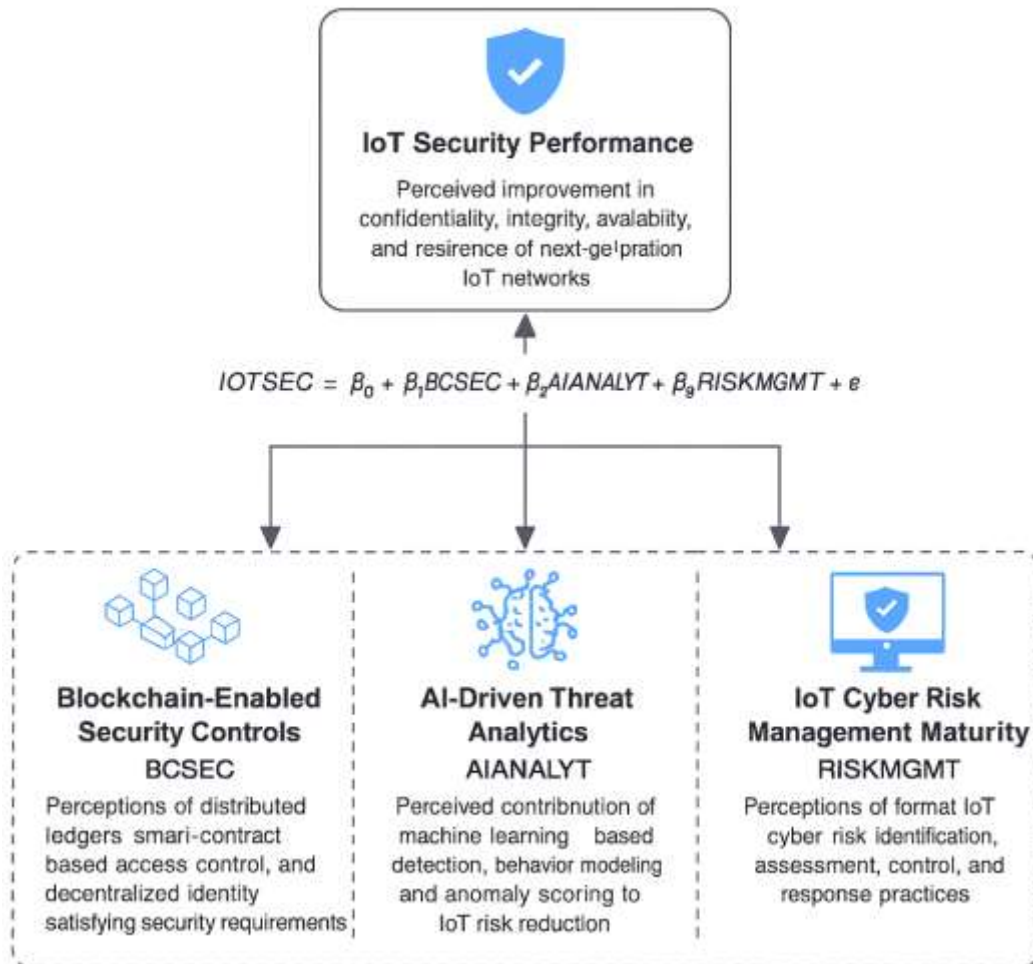 IoT Security Performance
Perceived improvement in
confidentiality, integrity, avalabiity,
and resirence of next-ge!pration
IoT networks
IOTSEC = β₀ + β₁BCSEC + β₂AIANALYT + β₉RISKMGMT + e
Blockchain-Enabled
Security Controls
BCSEC
Perceptions of distributed
ledgers smari-contract
based access control, and
decentralized identity
satisfying security requirements
AI-Driven Threat
Analytics
AIANALYT
Perceived contribnution of
machine learning based
detection, behavior modeling
and anomaly scoring to
IoT risk reduction
IoT Cyber Risk
Management Maturity
RISKMGMT
Perceptions of format IoT
cyber risk identification,
assessment, control, and
response practices